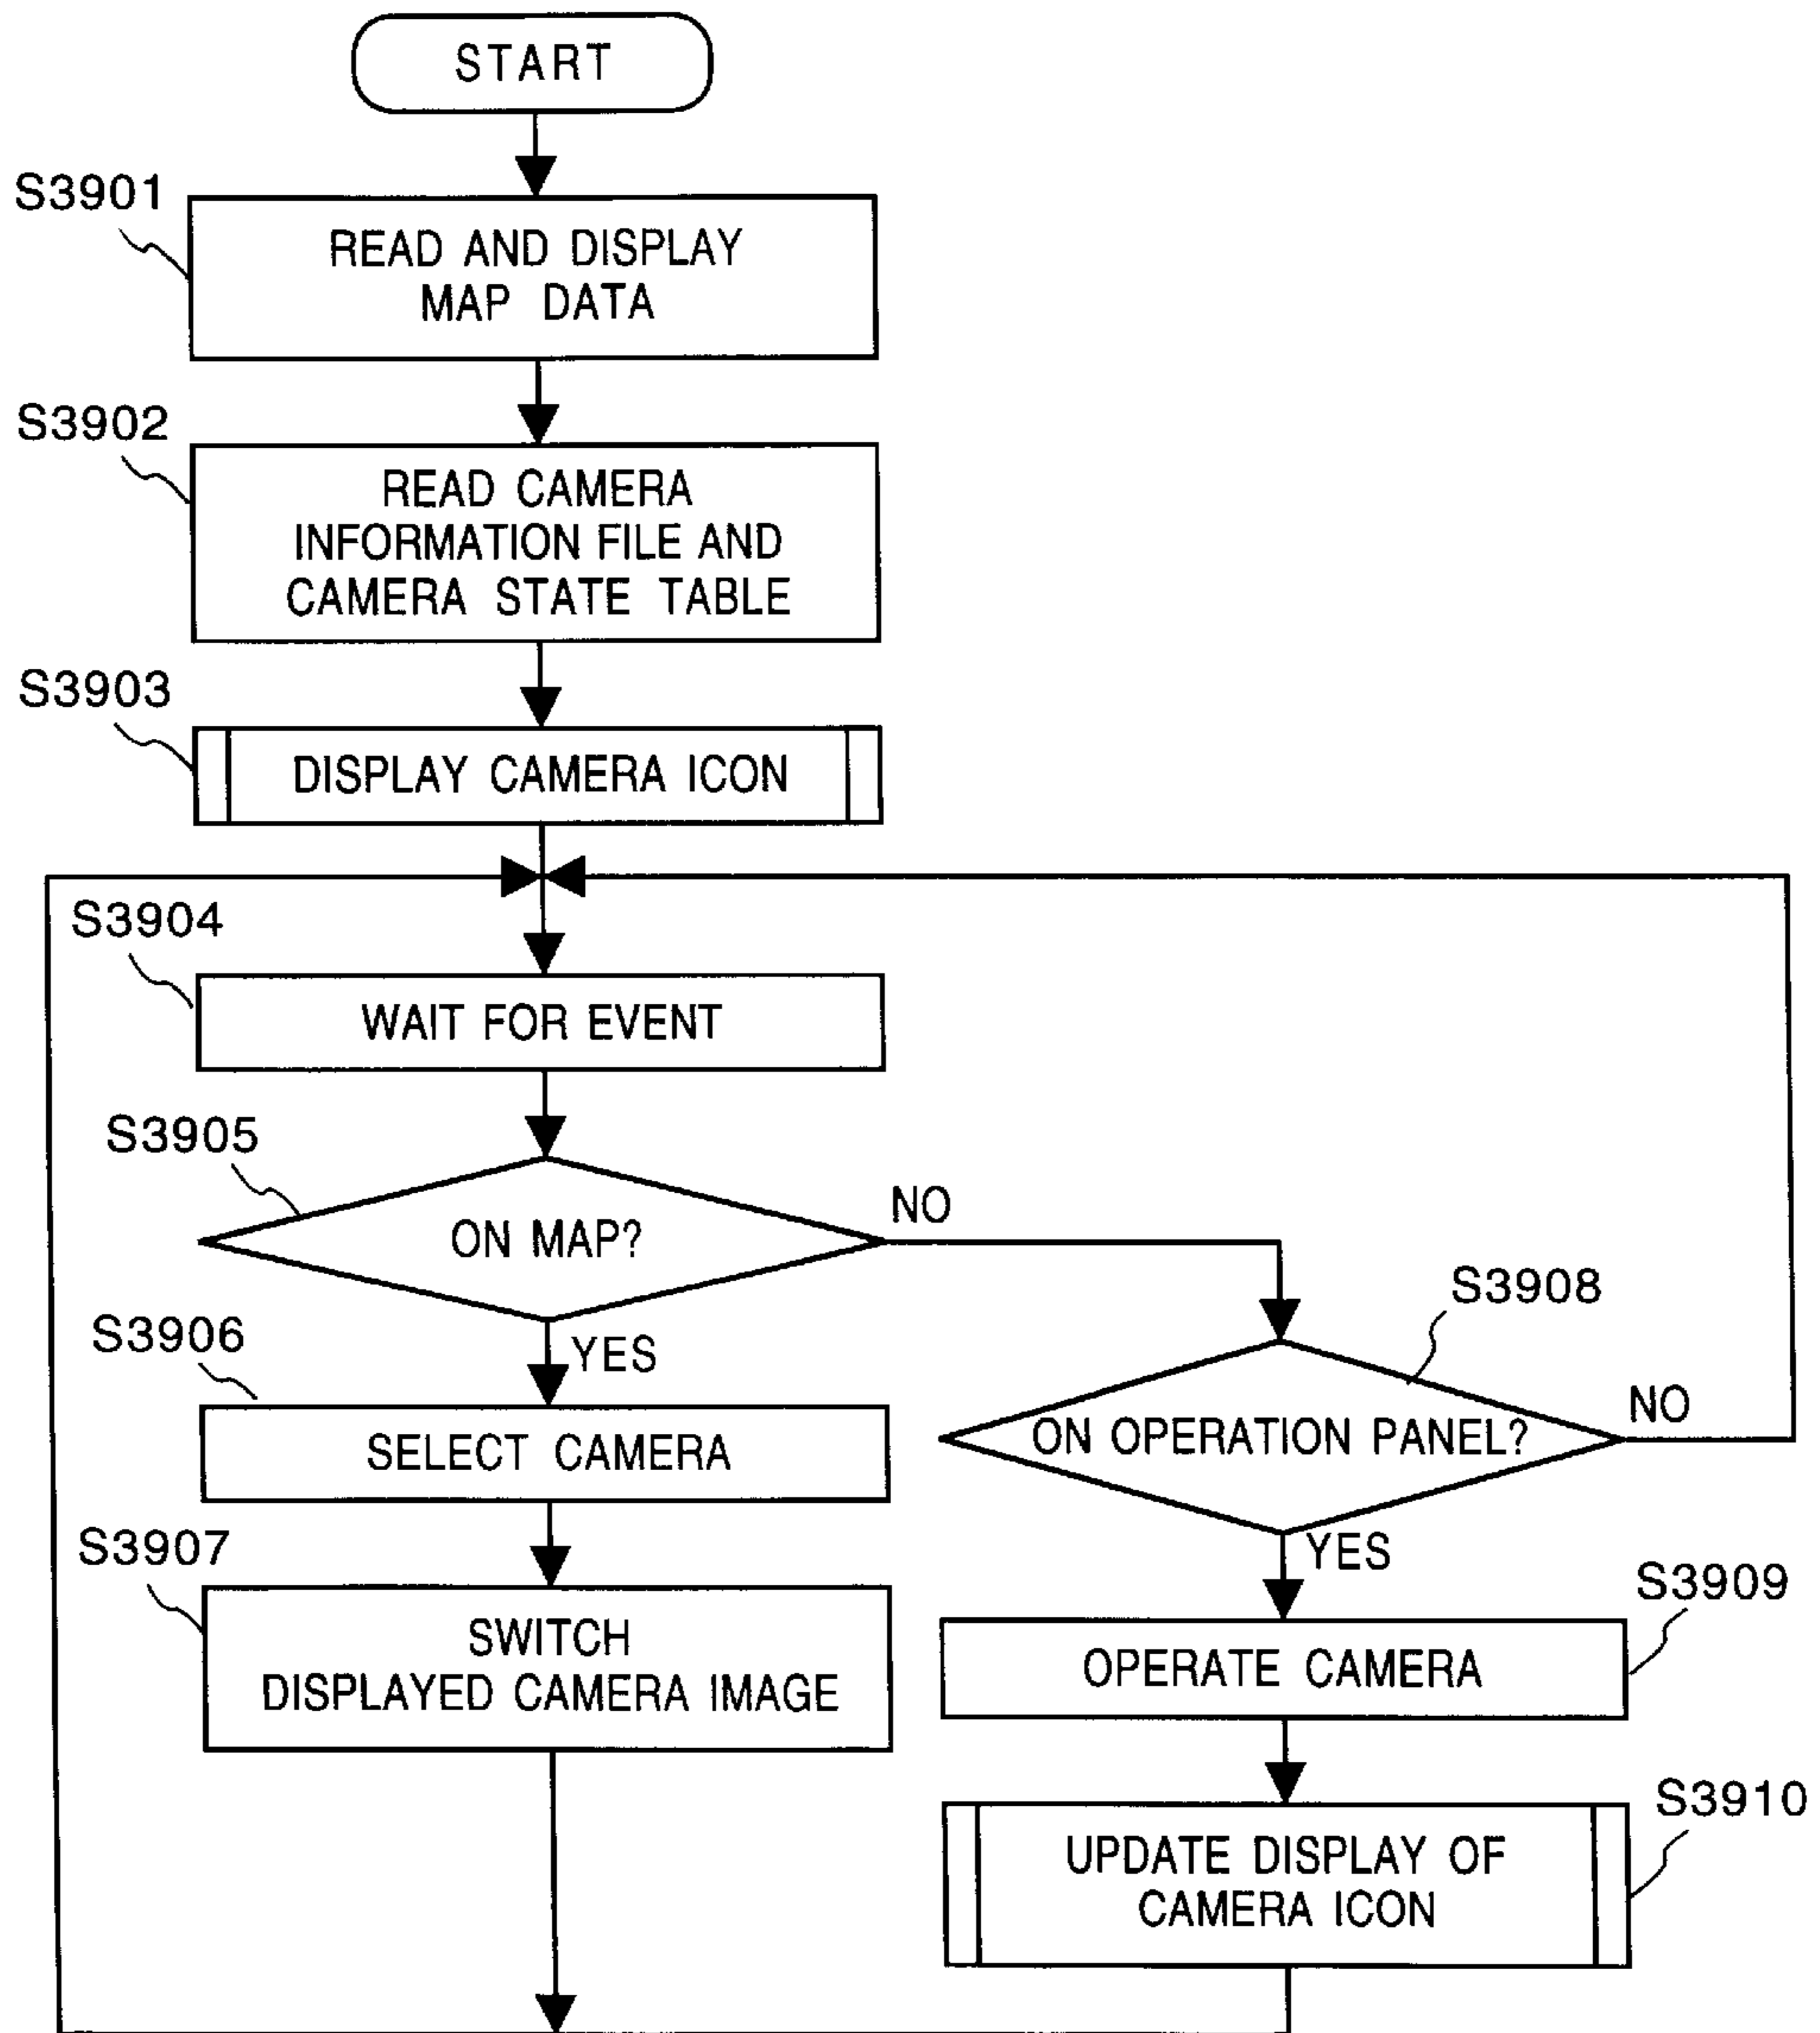 START
S3901
READ AND DISPLAY
MAP DATA
S3902
READ CAMERA
INFORMATION FILE AND
CAMERA STATE TABLE
S3903
DISPLAY CAMERA ICON
S3904
WAIT FOR EVENT
S3905
ON MAP?
NO
YES
S3906
SELECT CAMERA
S3907
SWITCH
DISPLAYED CAMERA IMAGE
S3908
ON OPERATION PANEL?
NO
YES
S3909
OPERATE CAMERA
S3910
UPDATE DISPLAY OF
CAMERA ICON